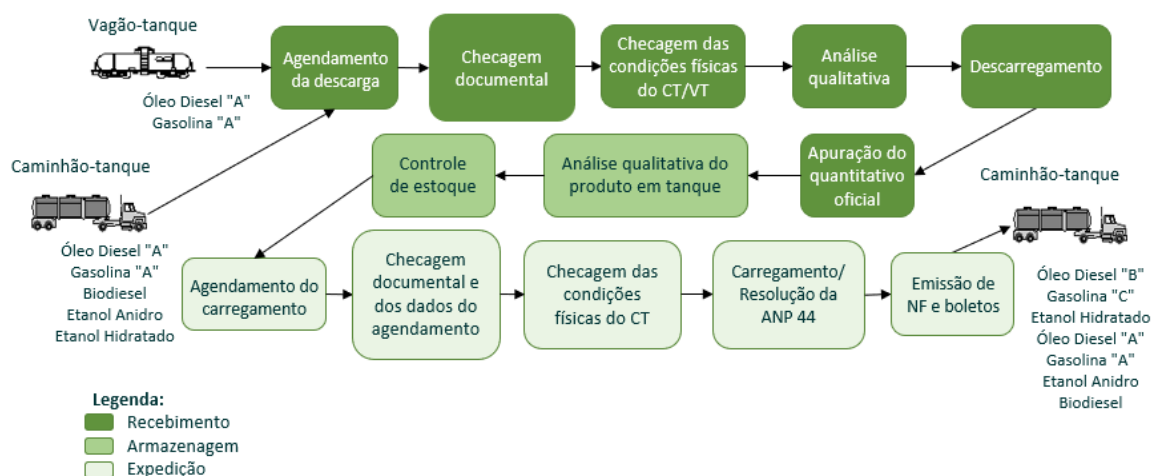 Vagão-tanque
Óleo Diesel "A"
Gasolina "A"
Agendamento
da descarga
Checagem
documental
Checagem das
condições físicas
do CT/VT
Análise
qualitativa
Descarregamento
Caminhão-tanque
Óleo Diesel "A"
Gasolina "A"
Biodiesel
Etanol Anidro
Etanol Hidratado
Controle
de estoque
Análise qualitativa do
produto em tanque
Apuração do
quantitativo
oficial
Caminhão-tanque
Agendamento do
carregamento
Checagem
documental e
dos dados do
agendamento
Checagem das
condições
físicas do CT
Carregamento/
Resolução da
ANP 44
Emissão de
NF e boletos
Óleo Diesel "B"
Gasolina "C"
Etanol Hidratado
Óleo Diesel "A"
Gasolina "A"
Etanol Anidro
Biodiesel
Legenda:
Recebimento
Armazenagem
Expedição